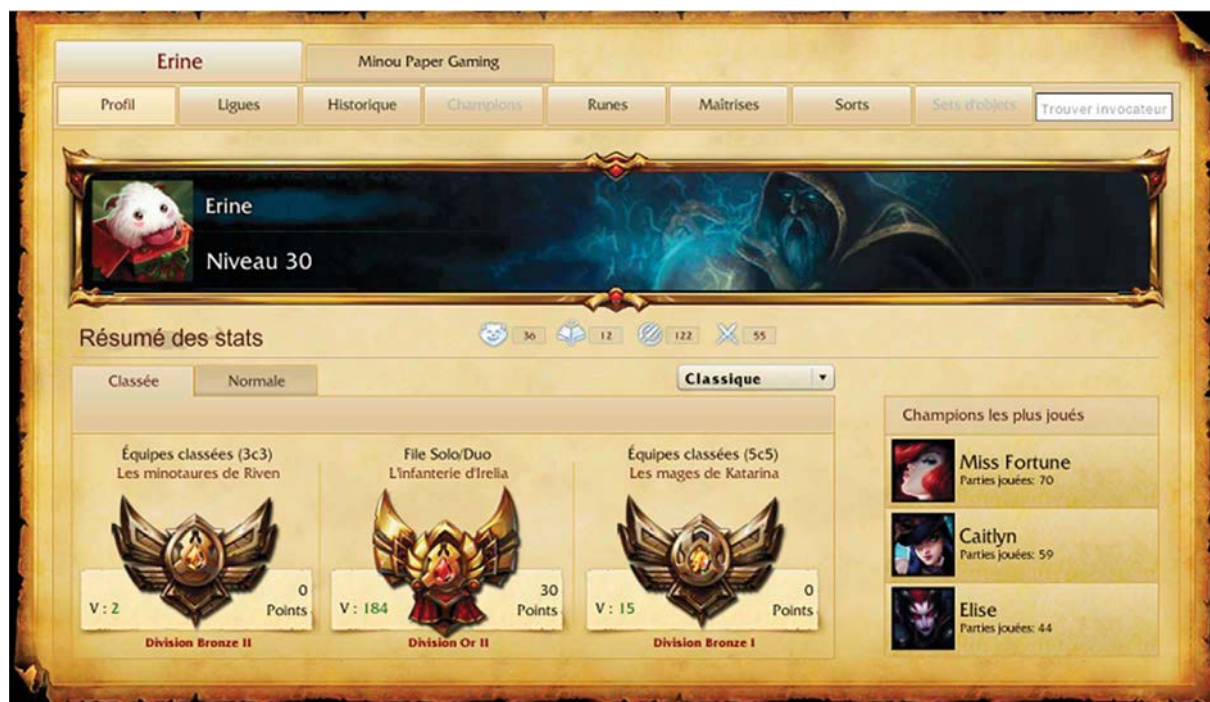 Erine
Minou Paper Gaming
Profil
Ligues
Historique
Champions
Runes
Maîtrises
Sorts
Sets d'objets
Trouver invocateur
Erine
Niveau 30
Résumé des stats
36
12
122
55
Classée
Normale
Classique
Équipes classées (3c3)
Les minotaures de Riven
V : 2
0
Points
Division Bronze II
File Solo/Duo
L'infanterie d'Irelia
V : 184
30
Points
Division Or II
Équipes classées (5c5)
Les mages de Katarina
V : 15
0
Points
Division Bronze I
Champions les plus joués
Miss Fortune
Parties jouées: 70
Caitlyn
Parties jouées: 59
Elise
Parties jouées: 44